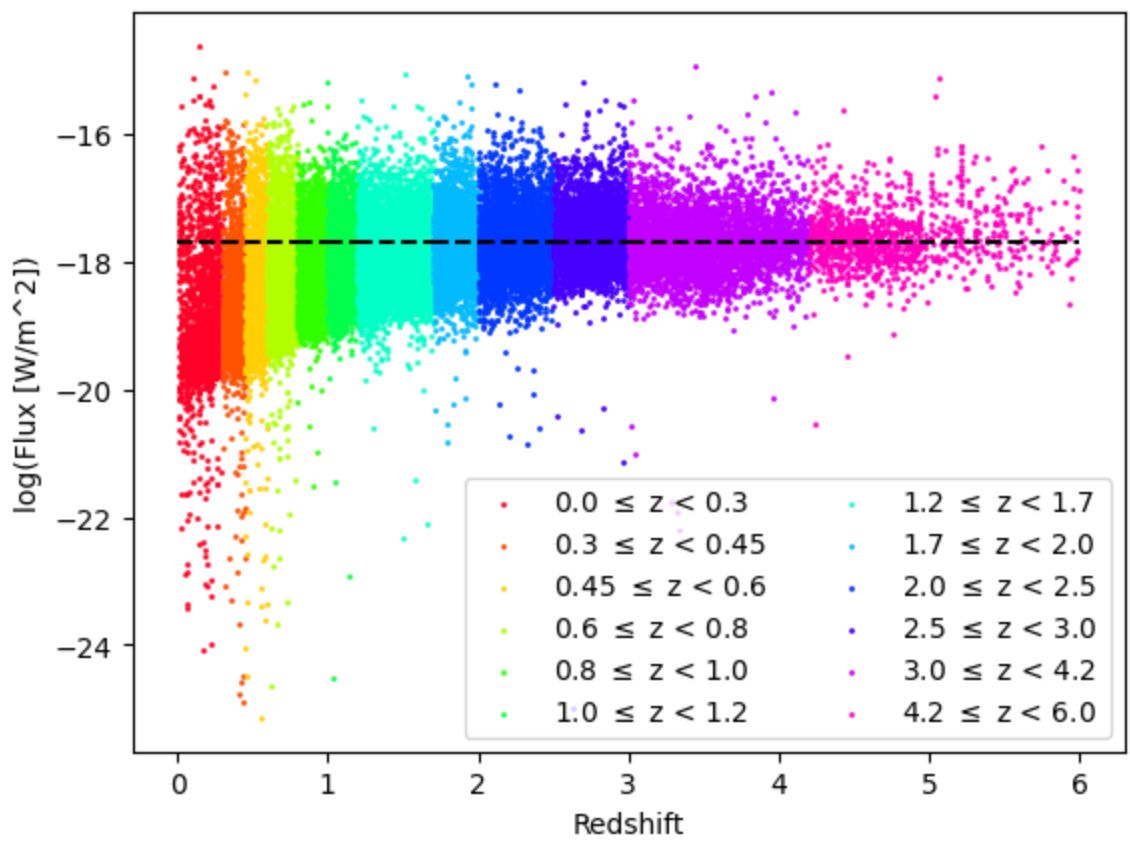 −16
−18
−20
−22
−24
log(Flux [W/m^2])
0.0 ≤ z < 0.3
0.3 ≤ z < 0.45
0.45 ≤ z < 0.6
0.6 ≤ z < 0.8
0.8 ≤ z < 1.0
1.0 ≤ z < 1.2
1.2 ≤ z < 1.7
1.7 ≤ z < 2.0
2.0 ≤ z < 2.5
2.5 ≤ z < 3.0
3.0 ≤ z < 4.2
4.2 ≤ z < 6.0
0 1 2 3 4 5 6
Redshift